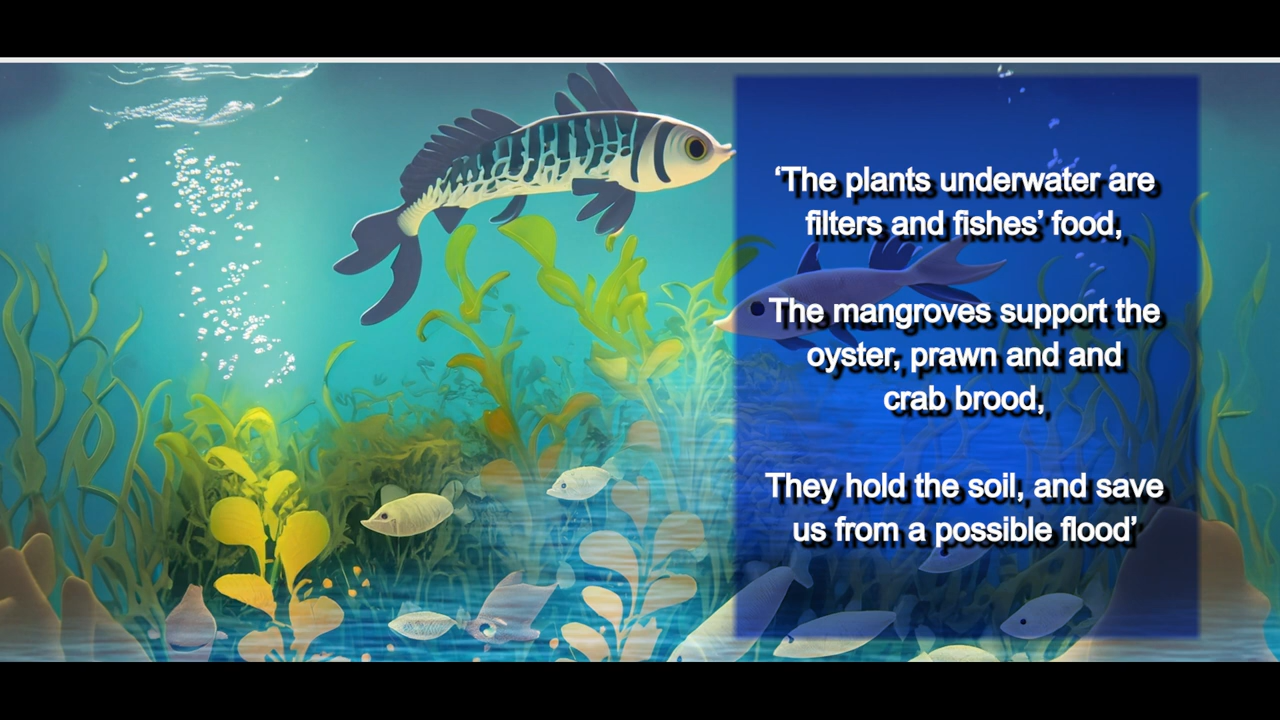 ‘The plants underwater are
filters and fishes’ food,
The mangroves support the
oyster, prawn and and
crab brood,
They hold the soil, and save
us from a possible flood’